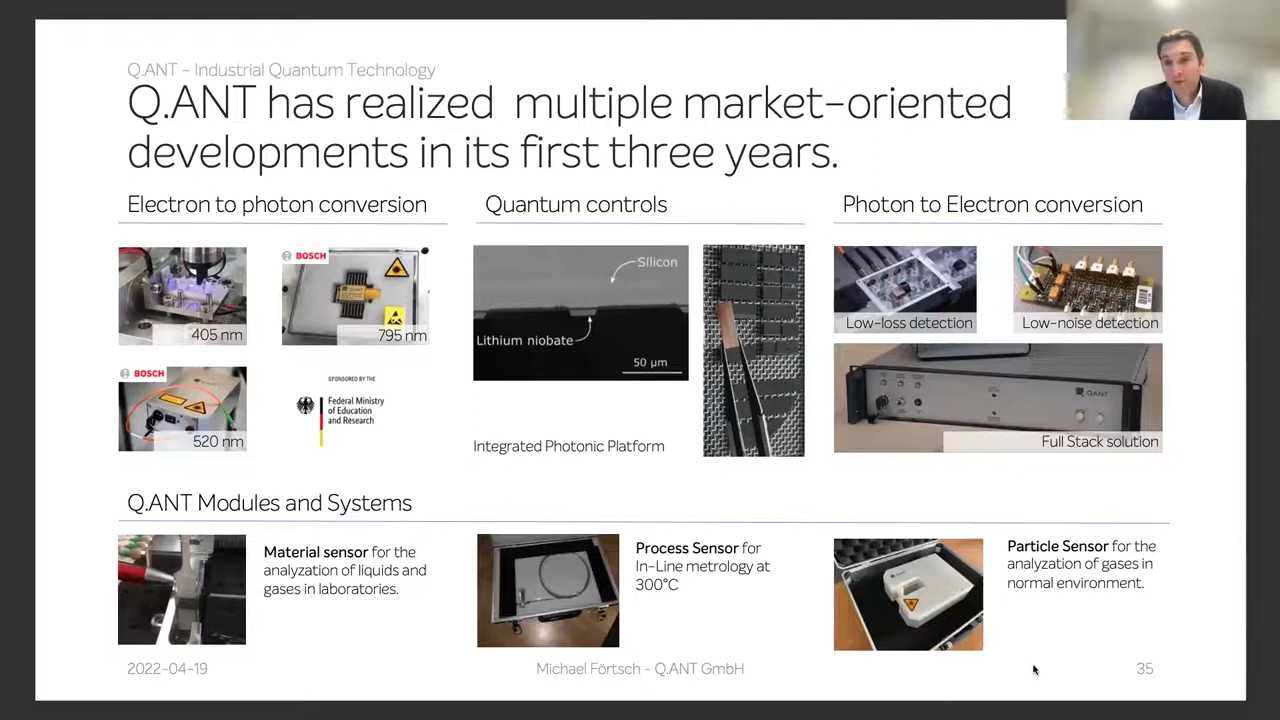 Q.ANT – Industrial Quantum Technology
Q.ANT has realized multiple market-oriented
developments in its first three years.
Electron to photon conversion
Quantum controls
Photon to Electron conversion
405 nm
BOSCH
795 nm
BOSCH
520 nm
SPONSORED BY THE
Federal Ministry
of Education
and Research
Silicon
Lithium niobate
50 µm
Integrated Photonic Platform
Low-loss detection
Low-noise detection
Q.ANT
Full Stack solution
Q.ANT Modules and Systems
Material sensor for the
analyzation of liquids and
gases in laboratories.
Process Sensor for
In-Line metrology at
300°C
Particle Sensor for the
analyzation of gases in
normal environment.
2022-04-19
Michael Förtsch – Q.ANT GmbH
35